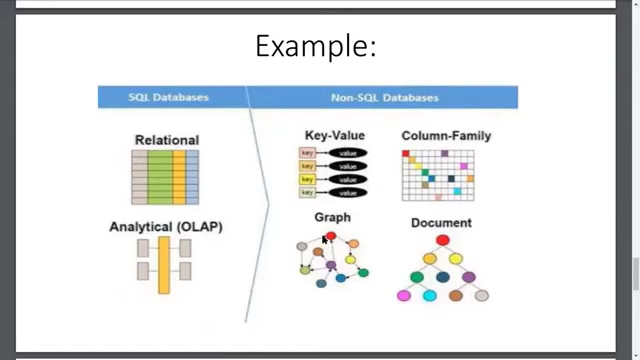 Example:
SQL Databases
Non-SQL Databases
Relational
Analytical (OLAP)
Key-Value
key value
key value
key value
key value
Column-Family
Graph
Document